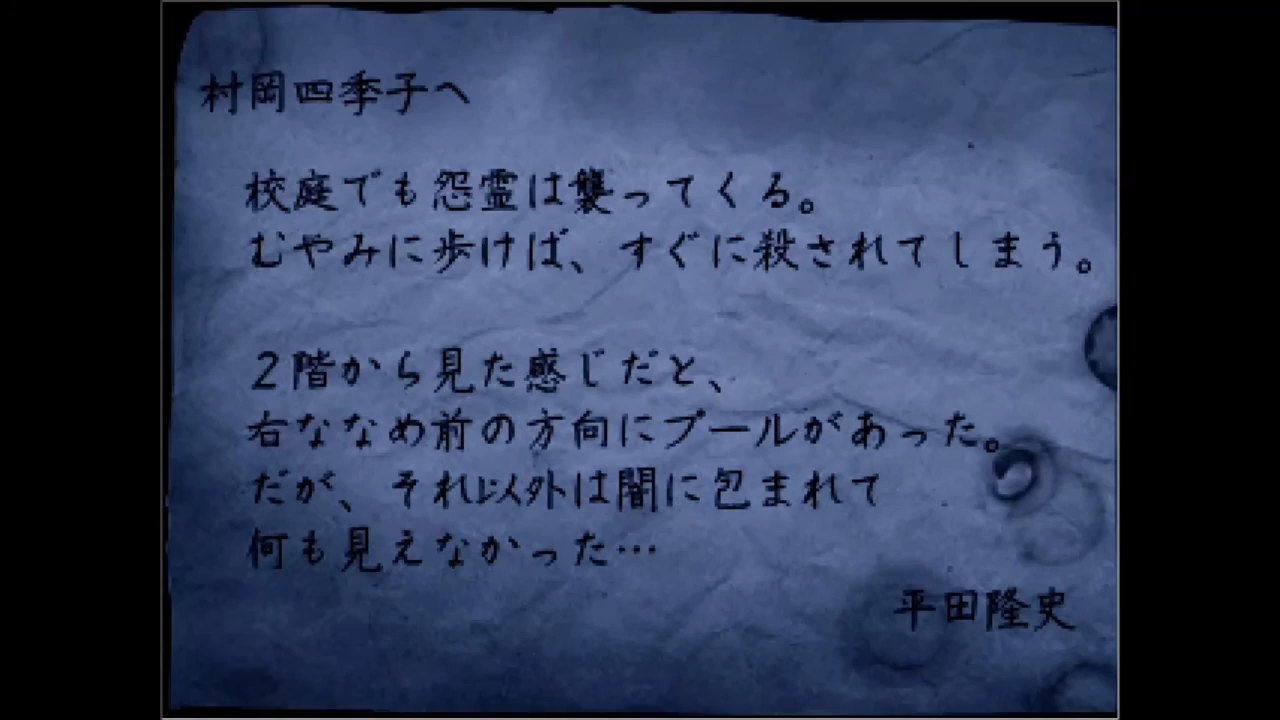 村岡四季子へ
校庭でも怨霊は襲ってくる。
むやみに歩けば、すぐに殺されてしまう。
２階から見た感じだと、
右ななめ前の方向にプールがあった。
だが、それ以外は闇に包まれて
何も見えなかった…
平田隆史